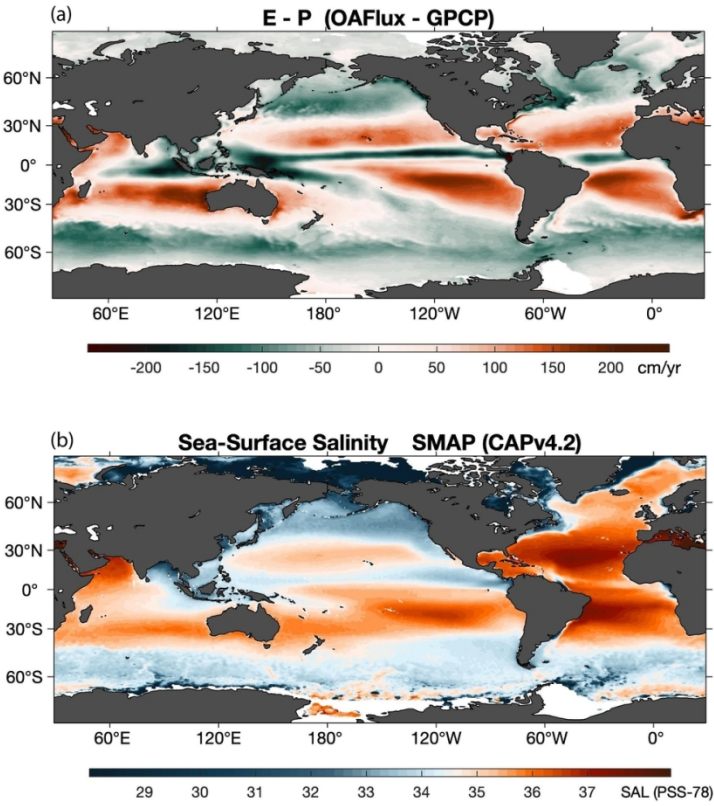 (a)
E - P (OAFlux - GPCP)
60°N
30°N
0°
30°S
60°S
60°E 120°E 180° 120°W 60°W 0°
-200 -150 -100 -50 0 50 100 150 200 cm/yr
(b)
Sea-Surface Salinity SMAP (CAPv4.2)
60°N
30°N
0°
30°S
60°S
60°E 120°E 180° 120°W 60°W 0°
29 30 31 32 33 34 35 36 37 SAL (PSS-78)